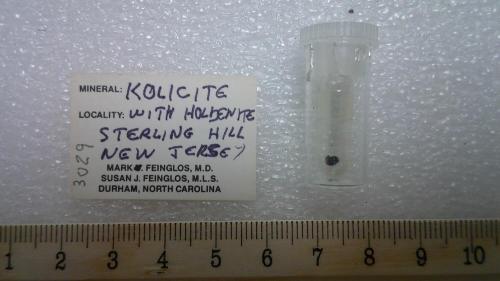 MINERAL: KOLICITE
LOCALITY: WITH HOLDENITE
STERLING HILL
NEW JERSEY
MARK N. FEINGLOS, M.D.
SUSAN J. FEINGLOS, M.L.S.
DURHAM, NORTH CAROLINA
3029
1 2 3 4 5 6 7 8 9 10